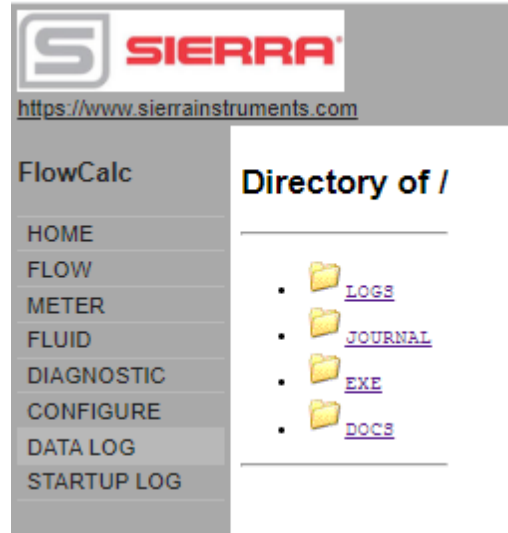 S SIERRA
https://www.sierrainstruments.com
FlowCalc
HOME
FLOW
METER
FLUID
DIAGNOSTIC
CONFIGURE
DATA LOG
STARTUP LOG
Directory of /
LOGS
JOURNAL
EXE
DOCS